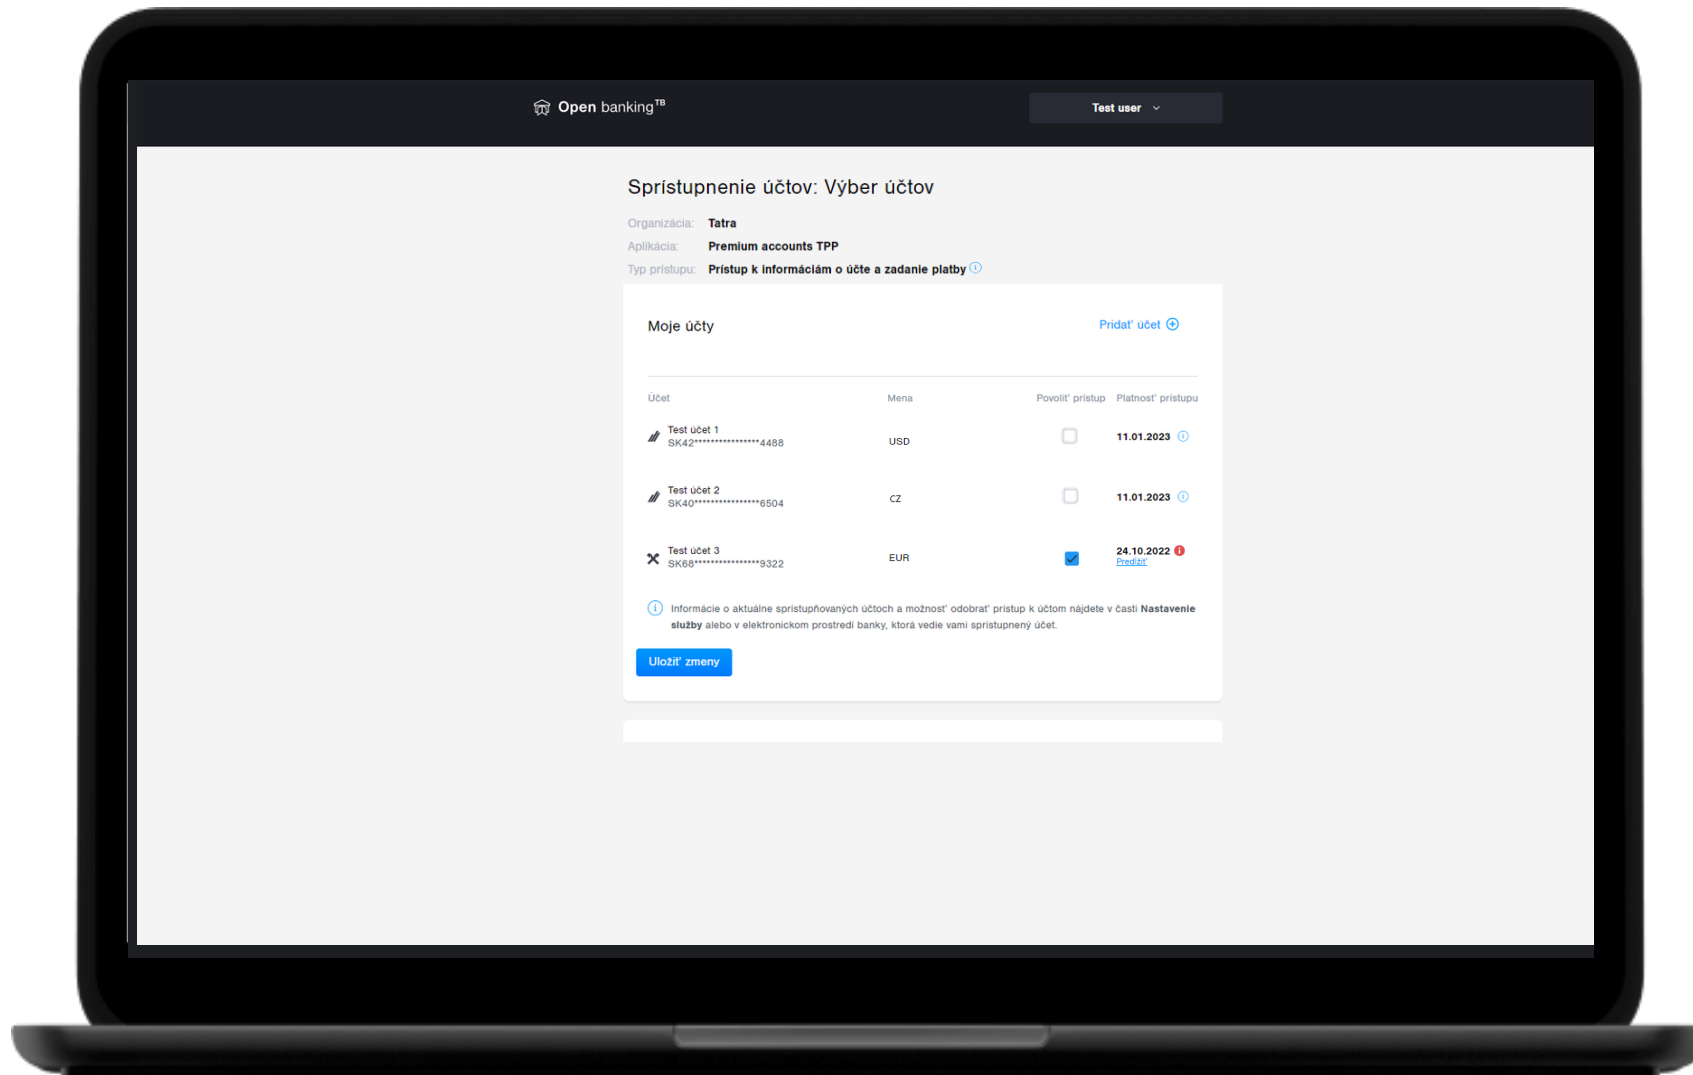 Open banking TB
Test user
Sprístupnenie účtov: Výber účtov
Organizácia: Tatra
Aplikácia: Premium accounts TPP
Typ prístupu: Prístup k informáciám o účte a zadanie platby
Moje účty
Pridať účet
Účet Mena Povoliť prístup Platnosť prístupu
Test účet 1
SK42****************4488 USD 11.01.2023
Test účet 2
SK40****************6504 CZ 11.01.2023
Test účet 3 24.10.2022
SK68****************9322 EUR Predĺžiť
Informácie o aktuálne sprístupňovaných účtoch a možnosť odobrať prístup k účtom nájdete v časti Nastavenie
služby alebo v elektronickom prostredí banky, ktorá vedie vami sprístupnený účet.
Uložiť zmeny